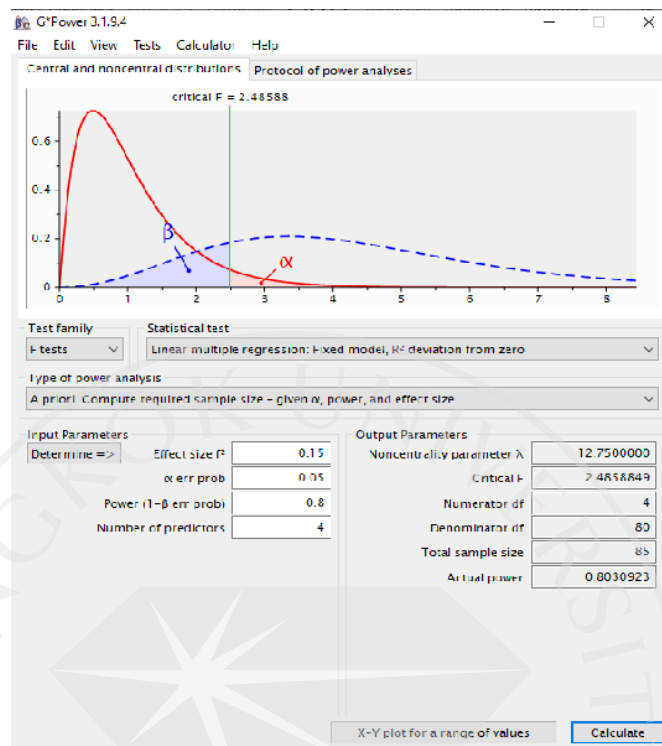 G*Power 3.1.9.4
File Edit View Tests Calculator Help
Central and noncentral distributions Protocol of power analyses
critical F = 2.48588
0.6
0.4
0.2
0
β
α
0 1 2 3 4 5 6 7 8
Test family Statistical test
F tests Linear multiple regression: Fixed model, R² deviation from zero
Type of power analysis
A priori: Compute required sample size – given α, power, and effect size
Input Parameters Output Parameters
Determine => Effect size f² 0.15 Noncentrality parameter λ 12.7500000
α err prob 0.05 Critical F 2.4858849
Power (1-β err prob) 0.8 Numerator df 4
Number of predictors 4 Denominator df 80
Total sample size 85
Actual power 0.8030923
X-Y plot for a range of values Calculate
BANGKOK UNIVERSITY